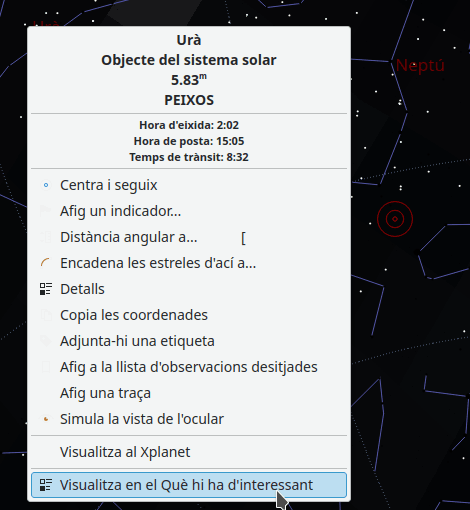 Urà
Objecte del sistema solar
5.83ᵐ
PEIXOS
Neptú
Hora d'eixida: 2:02
Hora de posta: 15:05
Temps de trànsit: 8:32
Centra i seguix
Afig un indicador...
Distància angular a... [
Encadena les estreles d'ací a...
Detalls
Copia les coordenades
Adjunta-hi una etiqueta
Afig a la llista d'observacions desitjades
Afig una traça
Simula la vista de l'ocular
Visualitza al Xplanet
Visualitza en el Què hi ha d'interessant